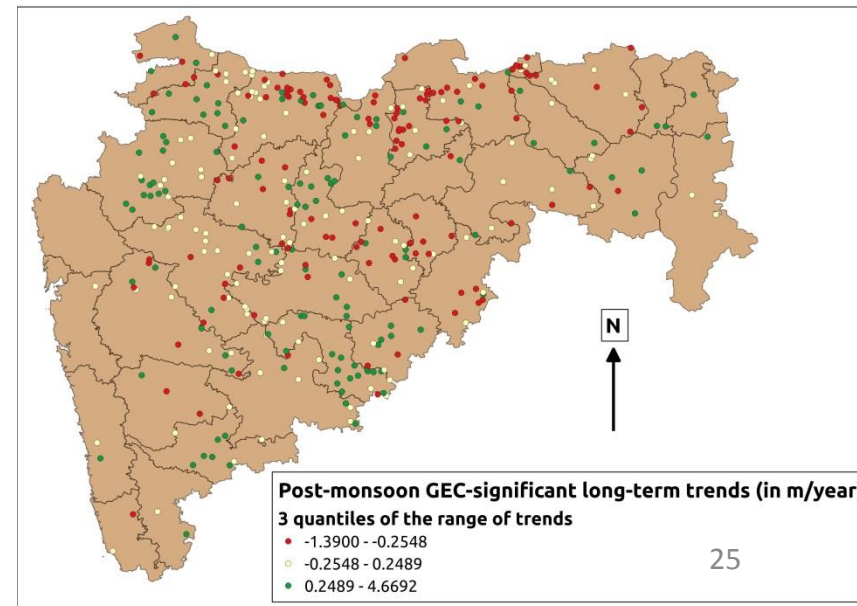 N
Post-monsoon GEC-significant long-term trends (in m/year
3 quantiles of the range of trends
-1.3900 - -0.2548
-0.2548 - 0.2489
0.2489 - 4.6692
25